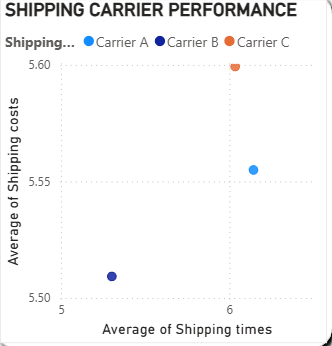 SHIPPING CARRIER PERFORMANCE
Shipping... Carrier A Carrier B Carrier C
5.60
5.55
5.50
5 6
Average of Shipping costs
Average of Shipping times